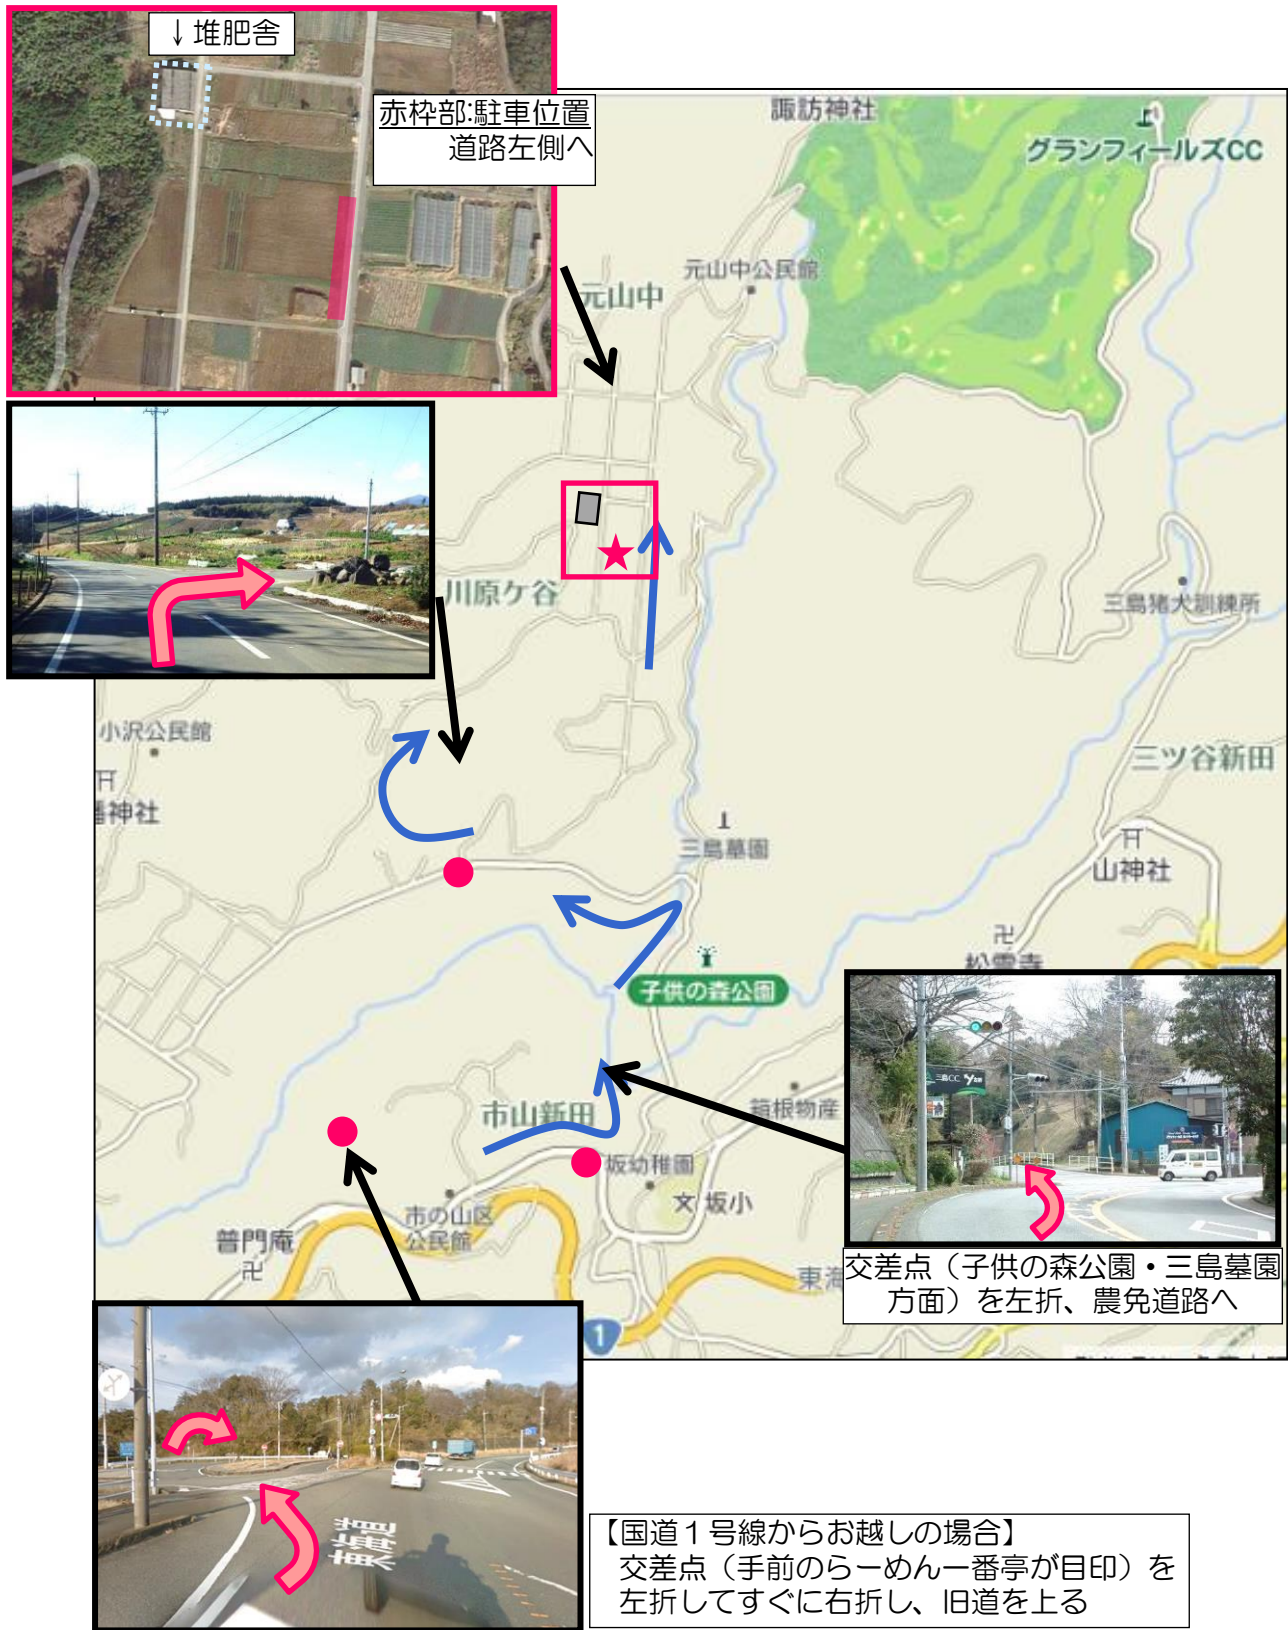 ↓堆肥舎
赤枠部:駐車位置
道路左側へ
諏訪神社
グランフィールズCC
元山中公民館
元山中
川原ケ谷
三島猪犬訓練所
小沢公民館
三ツ谷新田
神社
三島墓園
山神社
松雲寺
子供の森公園
三島CC
箱根物産
市山新田
坂幼稚園
文 坂小
市の山区
公民館
普門庵
東海
1
交差点（子供の森公園・三島墓園
方面）を左折、農免道路へ
東海道
【国道１号線からお越しの場合】
交差点（手前のらーめん一番亭が目印）を
左折してすぐに右折し、旧道を上る